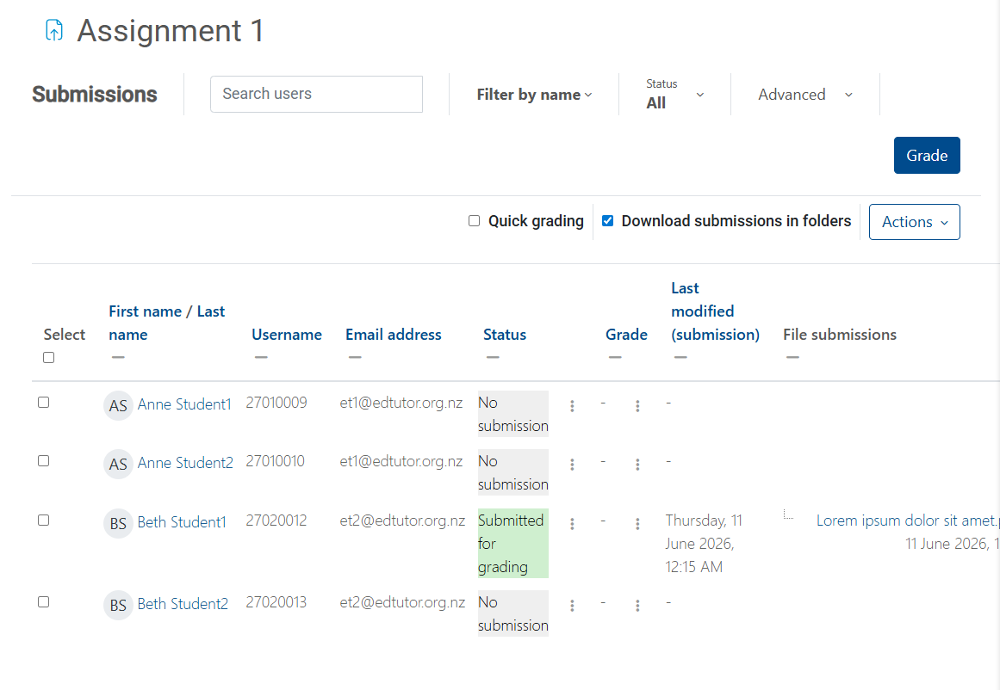 Assignment 1
Submissions
Search users
Filter by name
Status
All
Advanced
Grade
Quick grading
Download submissions in folders
Actions
Select
First name / Last name
Username
Email address
Status
Grade
Last modified (submission)
File submissions
AS Anne Student1 27010009 et1@edtutor.org.nz No submission - -
AS Anne Student2 27010010 et1@edtutor.org.nz No submission - -
BS Beth Student1 27020012 et2@edtutor.org.nz Submitted for grading - Thursday, 11 June 2026, 12:15 AM Lorem ipsum dolor sit amet.
11 June 2026, 1
BS Beth Student2 27020013 et2@edtutor.org.nz No submission - -